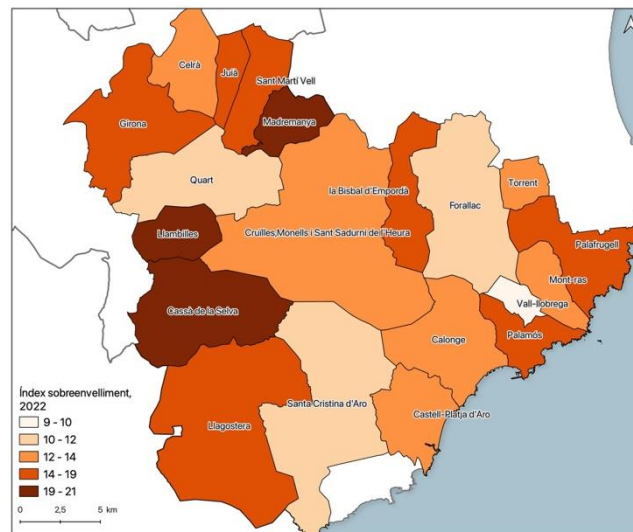 Celrà
Juià
Sant Martí Vell
Girona
Madremanya
Quart
la Bisbal d'Empordà
Torrent
Forallac
Llambilles
Cruïlles, Monells i Sant Sadurní de l'Heura
Palafrugell
Mont-ras
Cassà de la Selva
Vall-llobrega
Calonge
Palamós
Índex sobreenvelliment,
2022
9 - 10
10 - 12
12 - 14
14 - 19
19 - 21
Santa Cristina d'Aro
Castell-Platja d'Aro
Llagostera
0 2,5 5 km